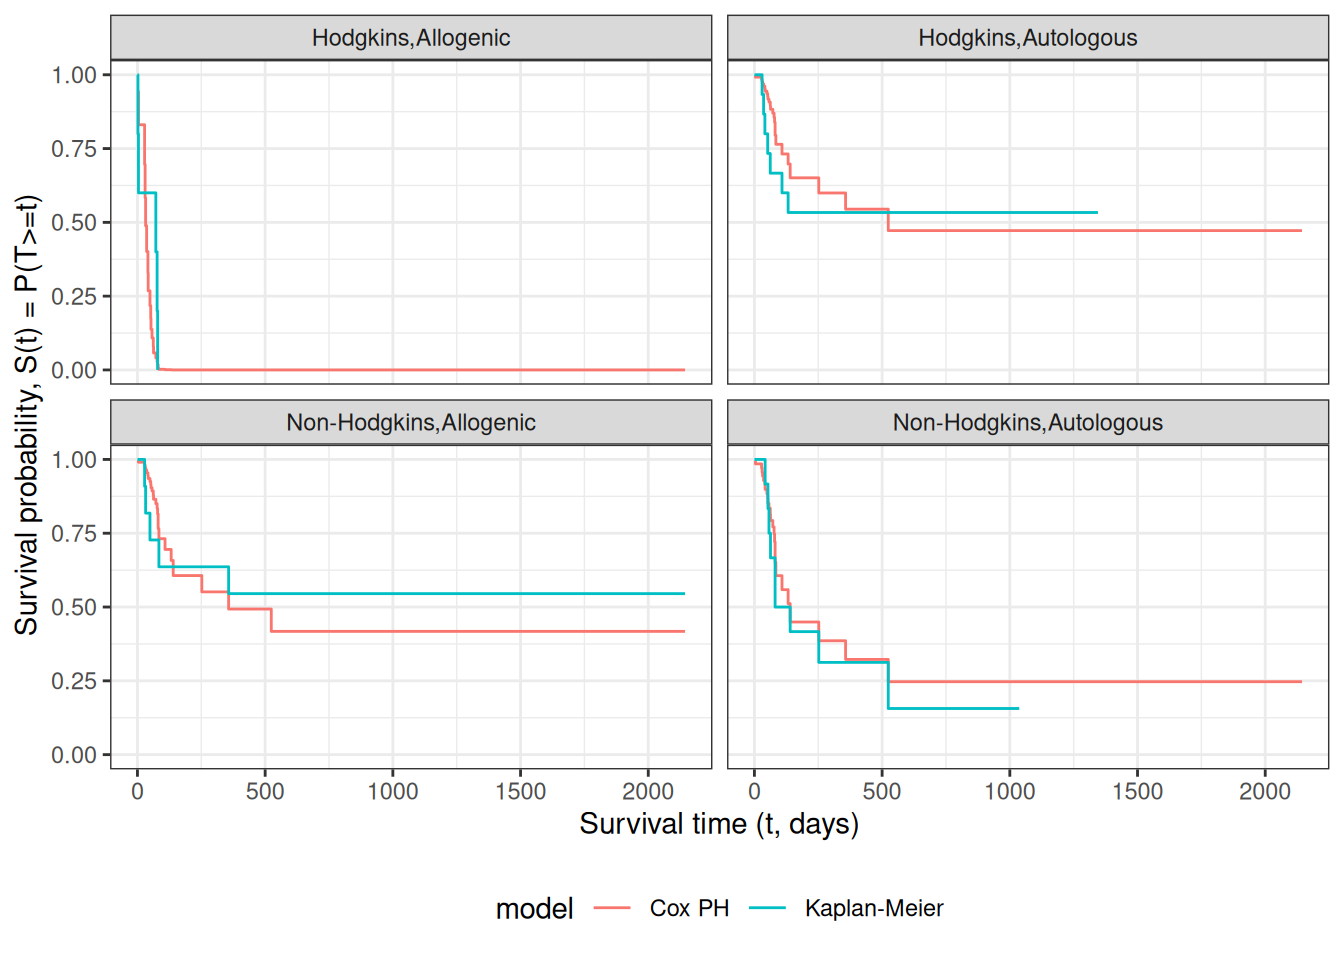 Hodgkins,Allogenic
Hodgkins,Autologous
1.00
0.75
0.50
0.25
0.00
Non-Hodgkins,Allogenic
Non-Hodgkins,Autologous
1.00
0.75
0.50
0.25
0.00
Survival probability, S(t) = P(T>=t)
0 500 1000 1500 2000
0 500 1000 1500 2000
Survival time (t, days)
model Cox PH Kaplan-Meier